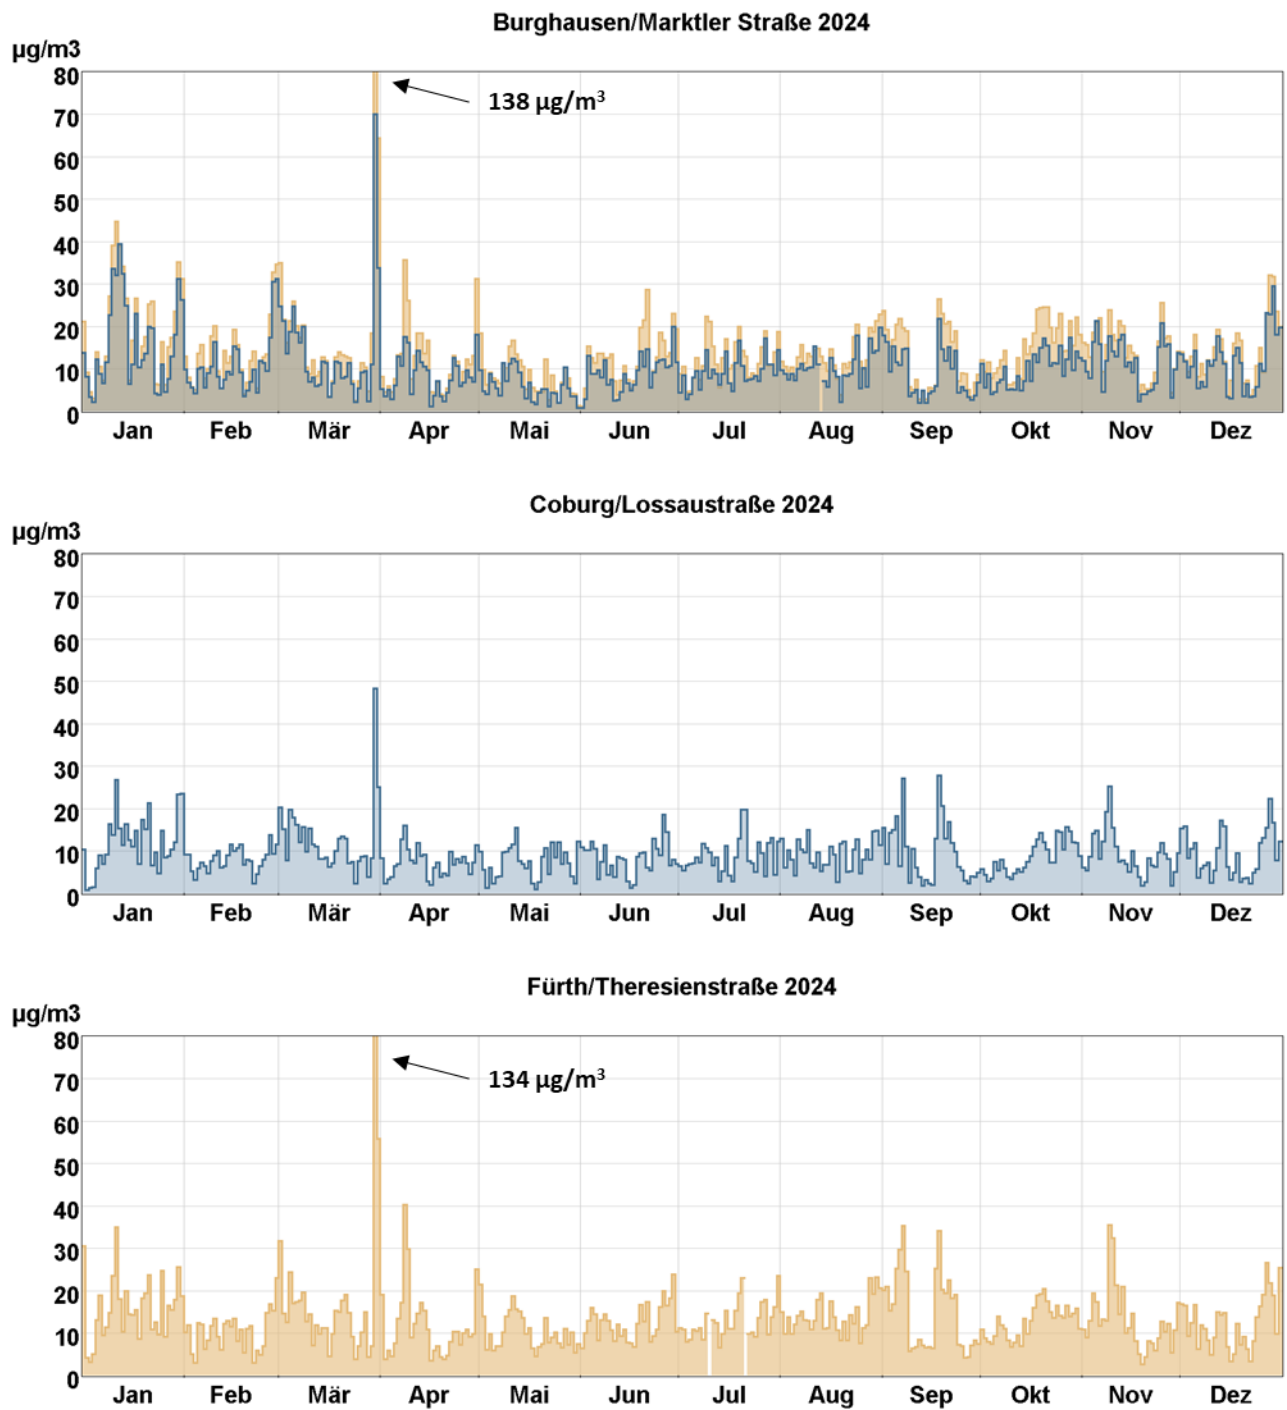 Burghausen/Marktler Straße 2024
µg/m3
80
138 µg/m³
70
60
50
40
30
20
10
0
Jan Feb Mär Apr Mai Jun Jul Aug Sep Okt Nov Dez
Coburg/Lossaustraße 2024
µg/m3
80
70
60
50
40
30
20
10
0
Jan Feb Mär Apr Mai Jun Jul Aug Sep Okt Nov Dez
Fürth/Theresienstraße 2024
µg/m3
80
134 µg/m³
70
60
50
40
30
20
10
0
Jan Feb Mär Apr Mai Jun Jul Aug Sep Okt Nov Dez